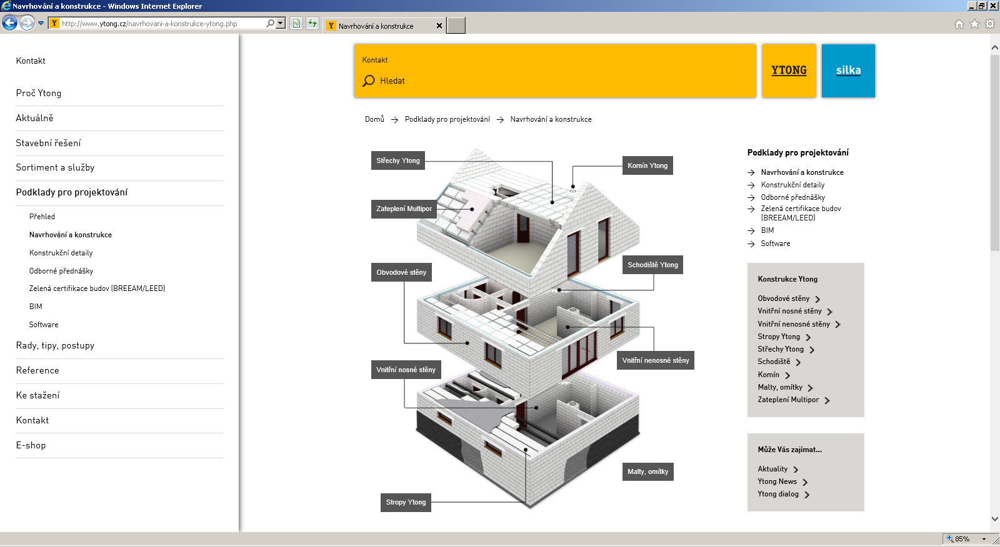 Navrhování a konstrukce - Windows Internet Explorer
http://www.ytong.cz/navrhovani-a-konstrukce-ytong.php
Navrhování a konstrukce
Kontakt
Proč Ytong
Aktuálně
Stavební řešení
Sortiment a služby
Podklady pro projektování
Přehled
Navrhování a konstrukce
Konstrukční detaily
Odborné přednášky
Zelená certifikace budov (BREEAM/LEED)
BIM
Software
Rady, tipy, postupy
Reference
Ke stažení
Kontakt
E-shop
Kontakt
Hledat
YTONG
silka
Domů → Podklady pro projektování → Navrhování a konstrukce
Střechy Ytong
Komín Ytong
Zateplení Multipor
Schodiště Ytong
Obvodové stěny
Vnitřní nenosné stěny
Vnitřní nosné stěny
Malty, omítky
Stropy Ytong
Podklady pro projektování
Navrhování a konstrukce
Konstrukční detaily
Odborné přednášky
Zelená certifikace budov
(BREEAM/LEED)
BIM
Software
Konstrukce Ytong
Obvodové stěny
Vnitřní nosné stěny
Vnitřní nenosné stěny
Stropy Ytong
Střechy Ytong
Schodiště
Komín
Malty, omítky
Zateplení Multipor
Může Vás zajímat...
Aktuality
Ytong News
Ytong dialog
85%